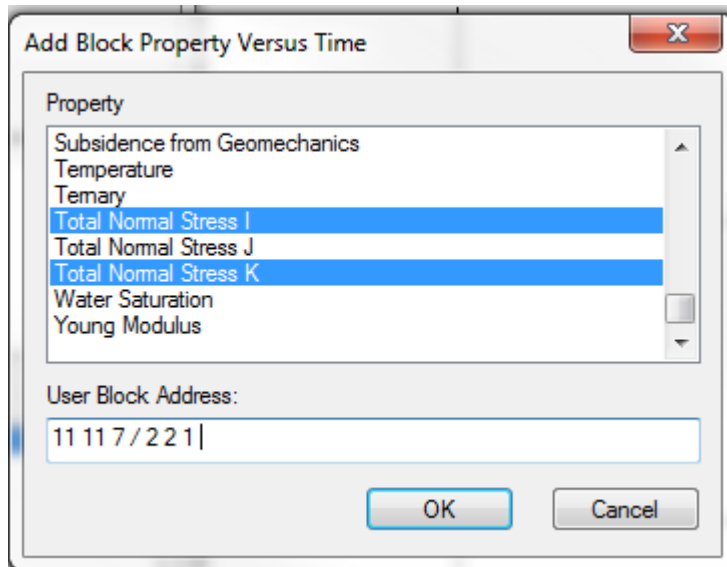 Add Block Property Versus Time
Property
Subsidence from Geomechanics
Temperature
Ternary
Total Normal Stress I
Total Normal Stress J
Total Normal Stress K
Water Saturation
Young Modulus
User Block Address:
11 11 7 / 2 2 1
OK
Cancel